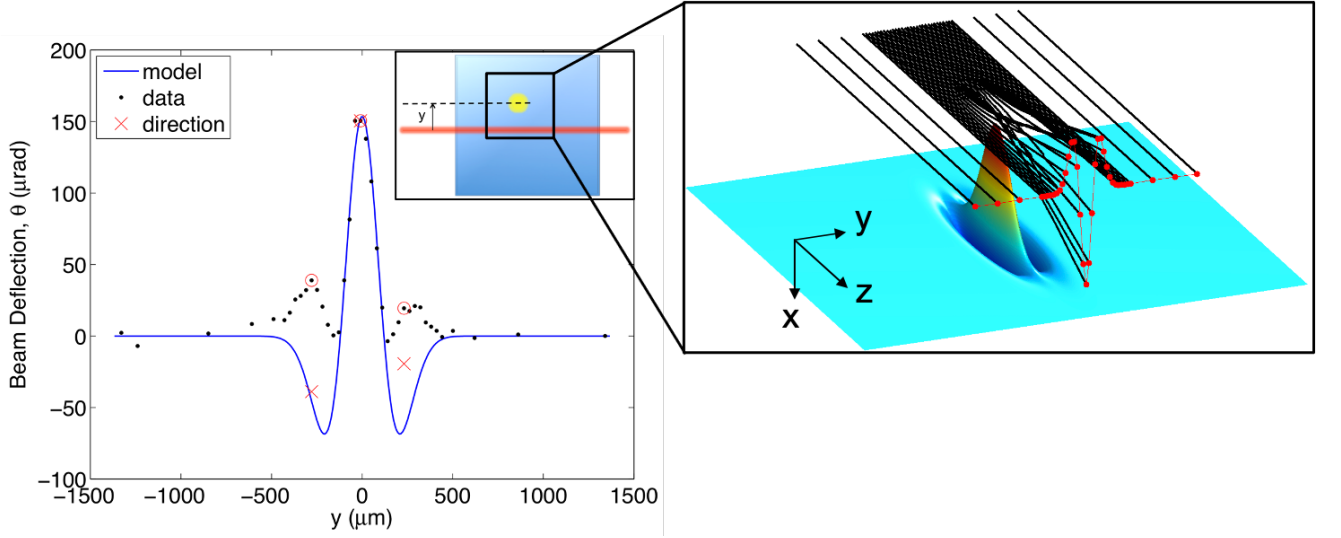 200
150
100
50
0
−50
−100
−1500
−1000
−500
0
500
1000
1500
Beam Deflection, θ (μrad)
y (μm)
model
data
direction
y
y
z
x